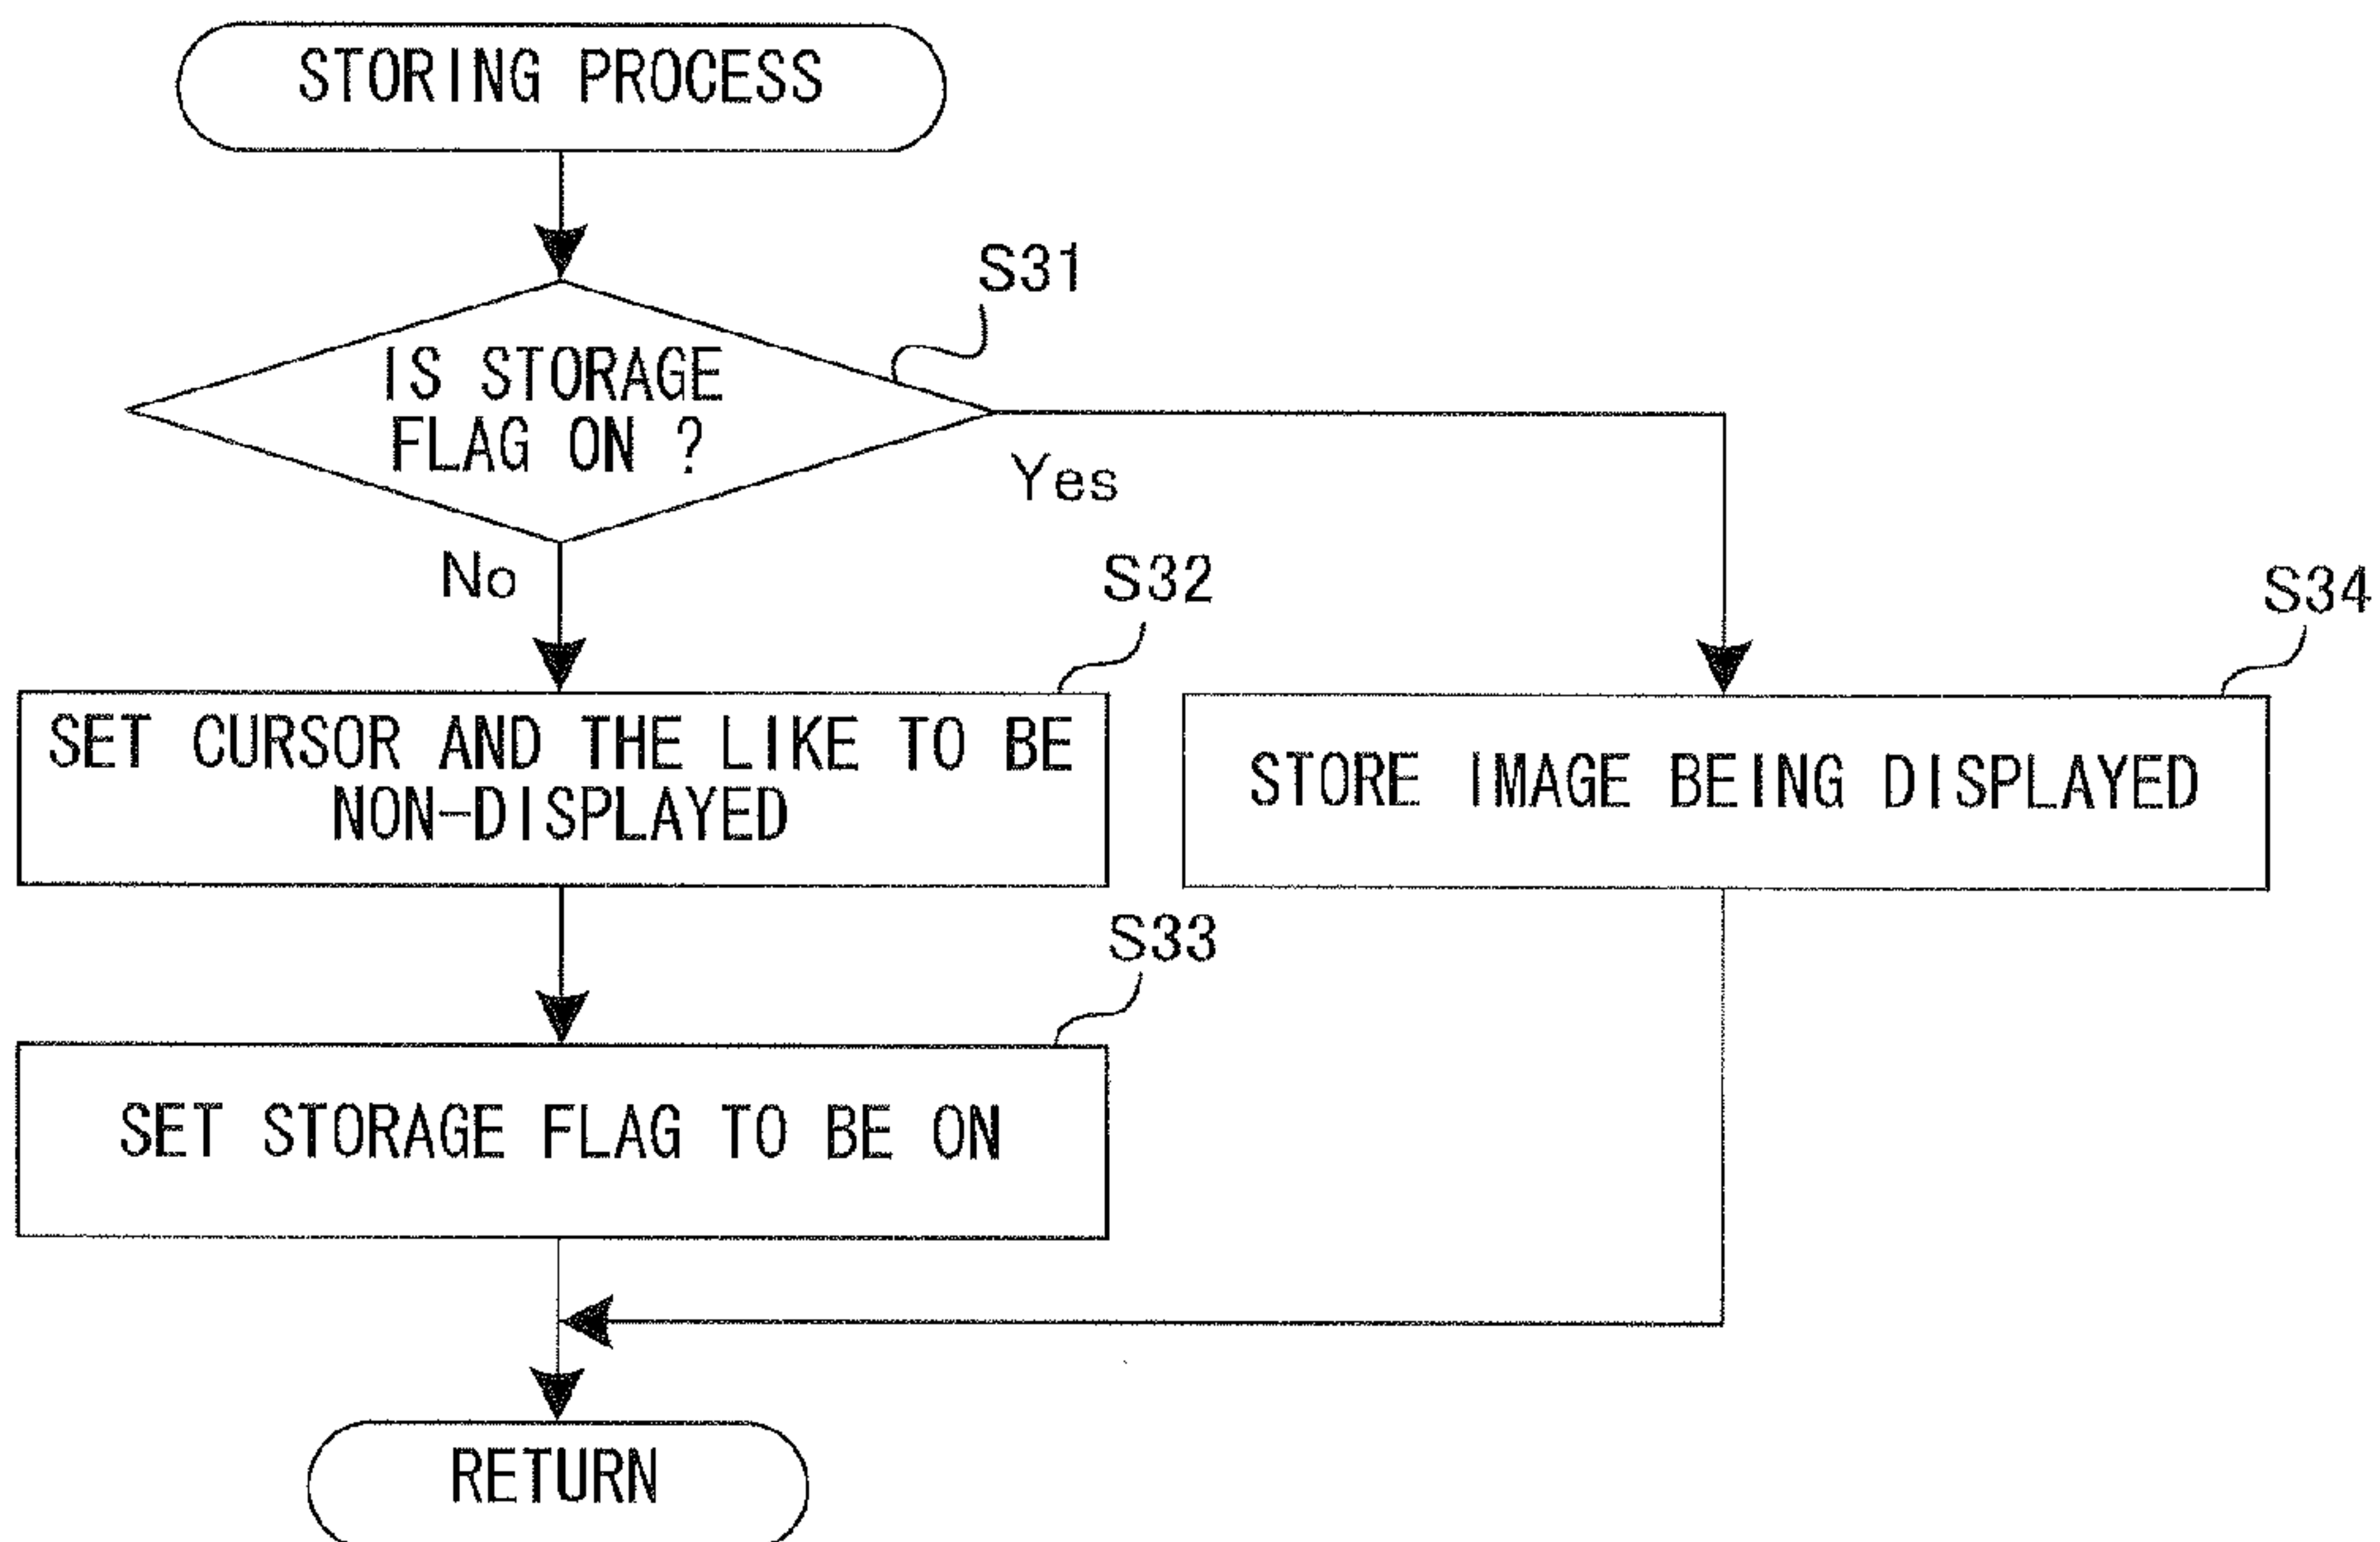 STORING PROCESS
S31
IS STORAGE
FLAG ON ?
Yes
No
S32
S34
SET CURSOR AND THE LIKE TO BE
NON-DISPLAYED
STORE IMAGE BEING DISPLAYED
S33
SET STORAGE FLAG TO BE ON
RETURN